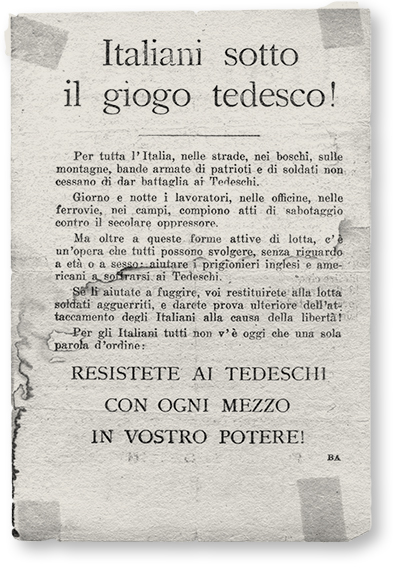 Italiani sotto
il giogo tedesco!
Per tutta l'Italia, nelle strade, nei boschi, sulle
montagne, bande armate di patrioti e di soldati non
cessano di dar battaglia ai Tedeschi.
Giorno e notte i lavoratori, nelle officine, nelle
ferrovie, nei campi, compiono atti di sabotaggio
contro il secolare oppressore.
Ma oltre a queste forme attive di lotta, c'è
un'opera che tutti possono svolgere, senza riguardo
a età o a sesso: aiutare i prigionieri inglesi e ame-
ricani a sottrarsi ai Tedeschi.
Se li aiutate a fuggire, voi restituirete alla lotta
soldati agguerriti, e darete prova ulteriore dell'at-
taccamento degli Italiani alla causa della libertà!
Per gli Italiani tutti non v'è oggi che una sola
parola d'ordine:
RESISTETE AI TEDESCHI
CON OGNI MEZZO
IN VOSTRO POTERE!
BA